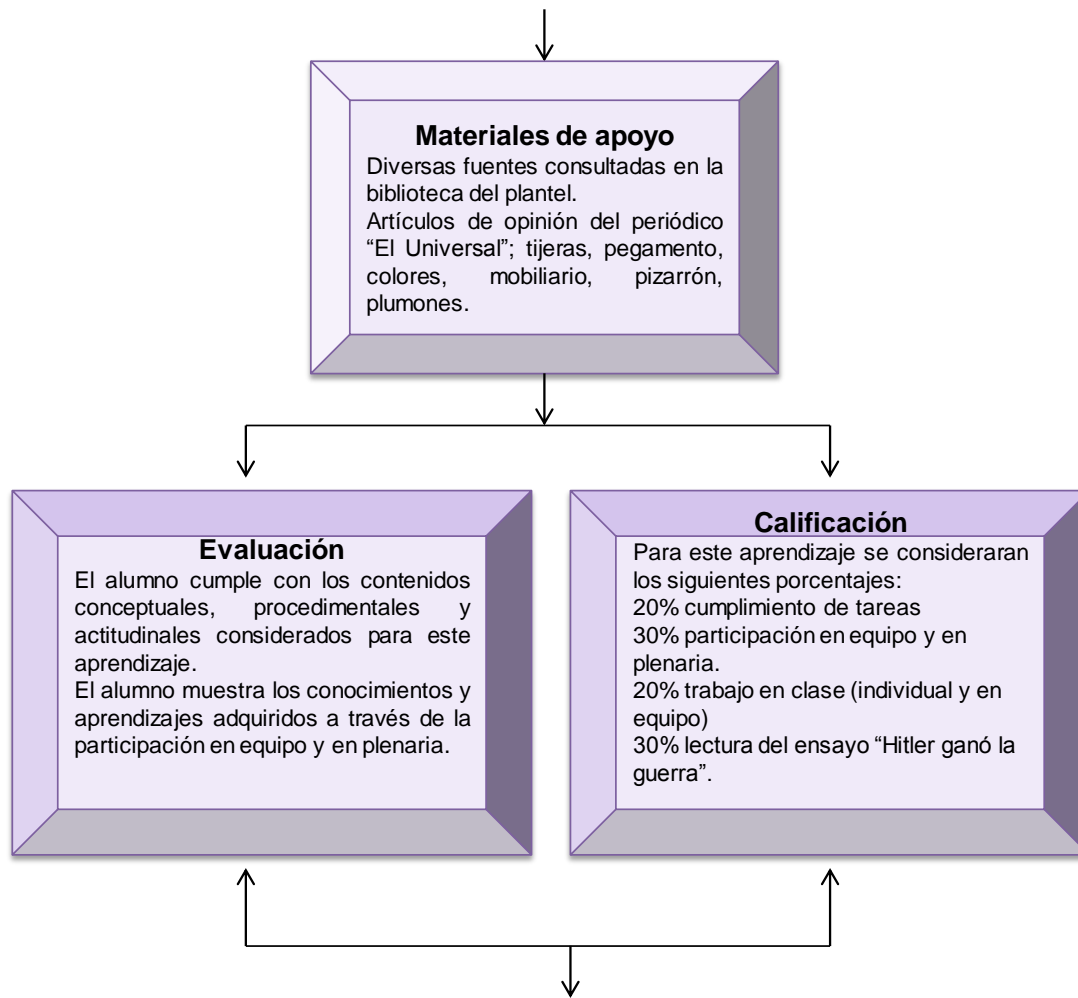 Materiales de apoyo
Diversas fuentes consultadas en la
biblioteca del plantel.
Artículos de opinión del periódico
“El Universal”; tijeras, pegamento,
colores, mobiliario, pizarrón,
plumones.
Evaluación
El alumno cumple con los contenidos
conceptuales, procedimentales y
actitudinales considerados para este
aprendizaje.
El alumno muestra los conocimientos y
aprendizajes adquiridos a través de la
participación en equipo y en plenaria.
Calificación
Para este aprendizaje se consideraran
los siguientes porcentajes:
20% cumplimiento de tareas
30% participación en equipo y en
plenaria.
20% trabajo en clase (individual y en
equipo)
30% lectura del ensayo “Hitler ganó la
guerra”.